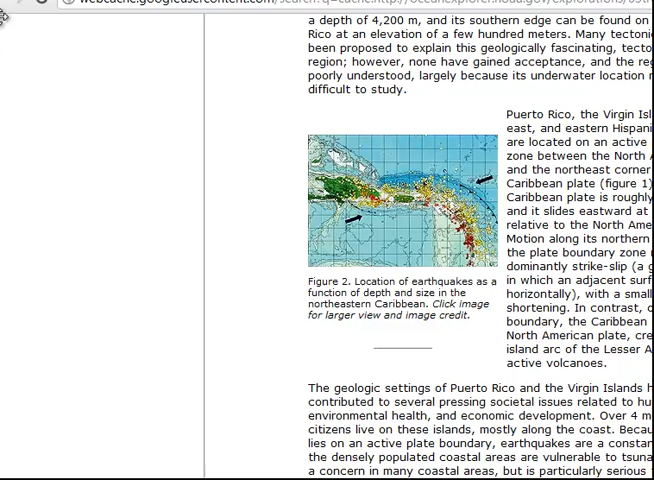 webcache.googleusercontent.com/search?q=cache:http://oceanexplorer.noaa.gov/explorations/03tr
a depth of 4,200 m, and its southern edge can be found on
Rico at an elevation of a few hundred meters. Many tectoni
been proposed to explain this geologically fascinating, tecto
region; however, none have gained acceptance, and the reg
poorly understood, largely because its underwater location
difficult to study.
Puerto Rico, the Virgin Isl
east, and eastern Hispani
are located on an active
zone between the North A
and the northeast corner
Caribbean plate (figure 1)
Caribbean plate is roughly
and it slides eastward at
relative to the North Ame
Motion along its northern
the plate boundary zone
dominantly strike-slip (a g
in which an adjacent surf
horizontally), with a small
shortening. In contrast, o
boundary, the Caribbean
North American plate, cre
island arc of the Lesser A
active volcanoes.
Figure 2. Location of earthquakes as a
function of depth and size in the
northeastern Caribbean. Click image
for larger view and image credit.
The geologic settings of Puerto Rico and the Virgin Islands h
contributed to several pressing societal issues related to hu
environmental health, and economic development. Over 4 m
citizens live on these islands, mostly along the coast. Becau
lies on an active plate boundary, earthquakes are a constan
the densely populated coastal areas are vulnerable to tsuna
a concern in many coastal areas, but is particularly serious